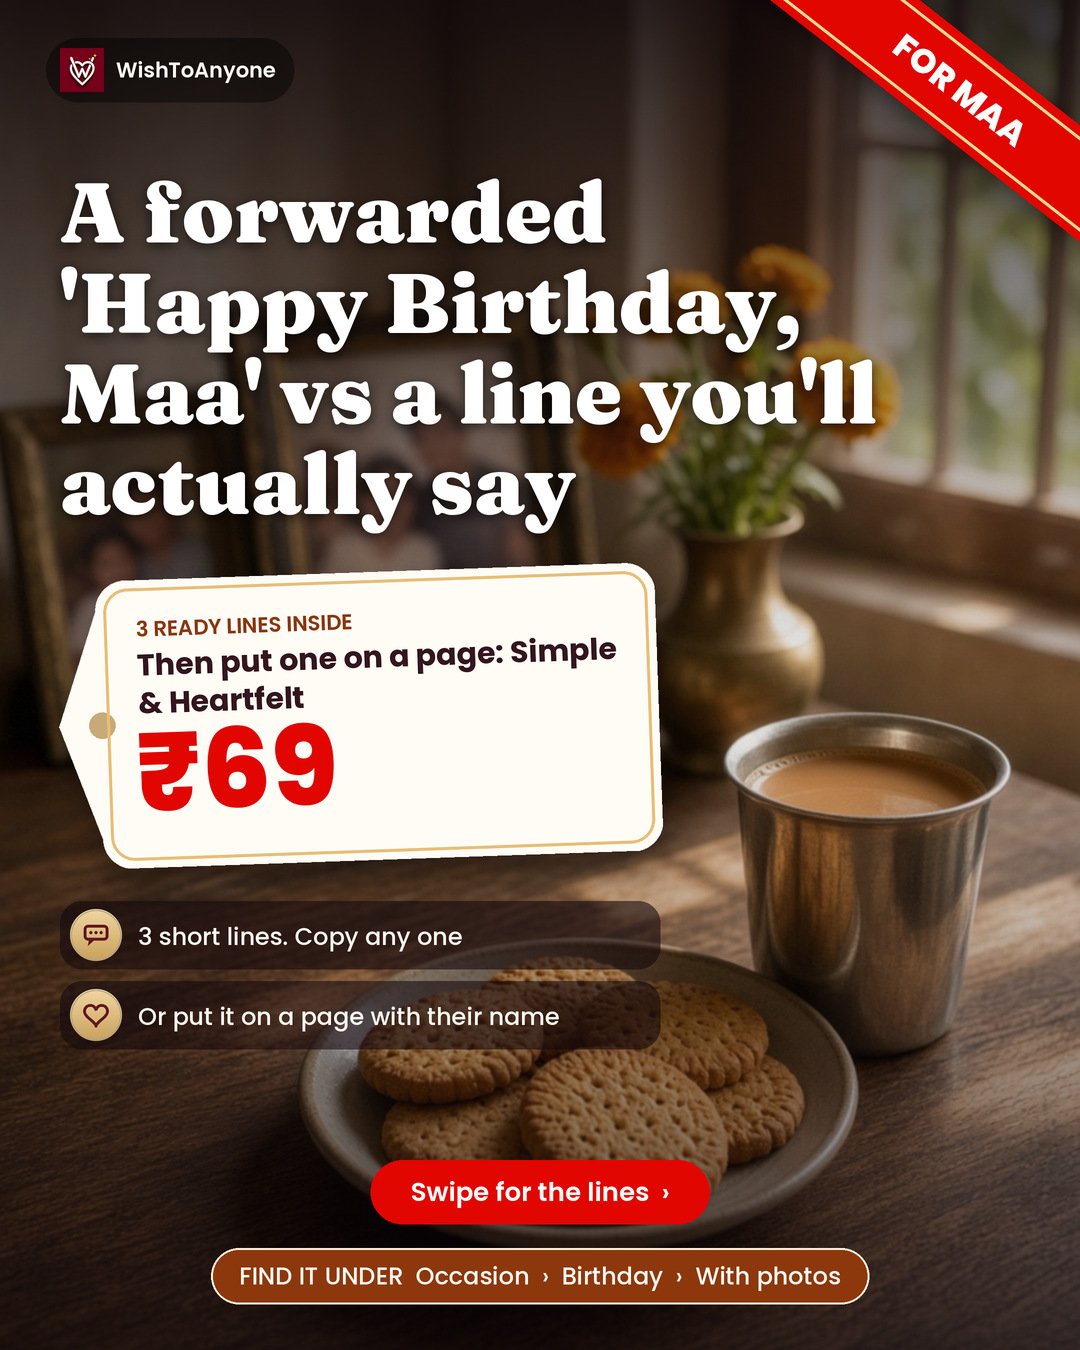 WishToAnyone
FOR MAA
A forwarded
'Happy Birthday,
Maa' vs a line you'll
actually say
3 READY LINES INSIDE
Then put one on a page: Simple
& Heartfelt
₹69
3 short lines. Copy any one
Or put it on a page with their name
Swipe for the lines ›
FIND IT UNDER Occasion › Birthday › With photos